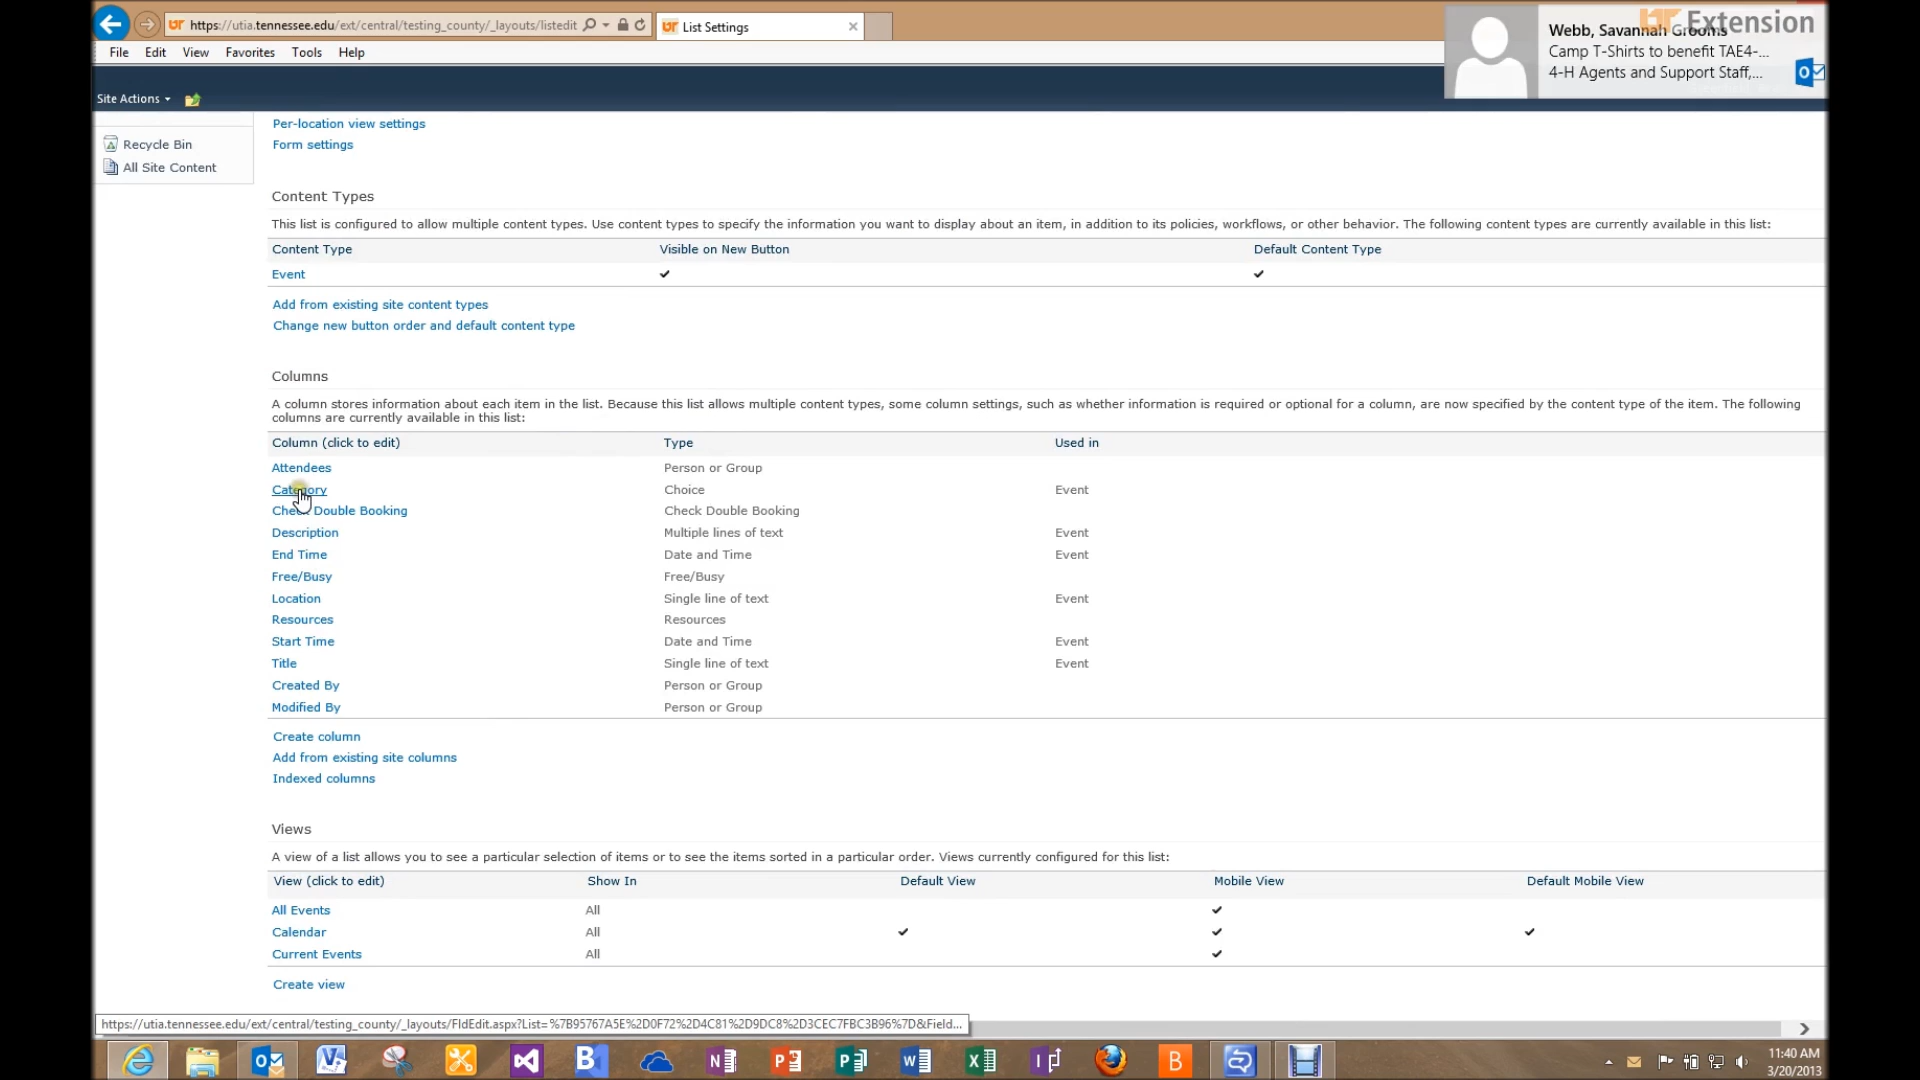 https://utia.tennessee.edu/ext/central/testing_county/_layouts/listedit
List Settings
Extension
Webb, Savannah Grooms
Camp T-Shirts to benefit TAE4-...
4-H Agents and Support Staff,...
File Edit View Favorites Tools Help
Site Actions
Recycle Bin
All Site Content
Per-location view settings
Form settings
Content Types
This list is configured to allow multiple content types. Use content types to specify the information you want to display about an item, in addition to its policies, workflows, or other behavior. The following content types are currently available in this list:
Content Type Visible on New Button Default Content Type
Event
Add from existing site content types
Change new button order and default content type
Columns
A column stores information about each item in the list. Because this list allows multiple content types, some column settings, such as whether information is required or optional for a column, are now specified by the content type of the item. The following
columns are currently available in this list:
Column (click to edit) Type Used in
Attendees Person or Group
Category Choice Event
Check Double Booking Check Double Booking
Description Multiple lines of text Event
End Time Date and Time Event
Free/Busy Free/Busy
Location Single line of text Event
Resources Resources
Start Time Date and Time Event
Title Single line of text Event
Created By Person or Group
Modified By Person or Group
Create column
Add from existing site columns
Indexed columns
Views
A view of a list allows you to see a particular selection of items or to see the items sorted in a particular order. Views currently configured for this list:
View (click to edit) Show In Default View Mobile View Default Mobile View
All Events All
Calendar All
Current Events All
Create view
https://utia.tennessee.edu/ext/central/testing_county/_layouts/FldEdit.aspx?List=%7B95767A5E%2D0F72%2D4C81%2D9DC8%2D3CEC7FBC3B96%7D&Field...
11:40 AM
3/20/2013